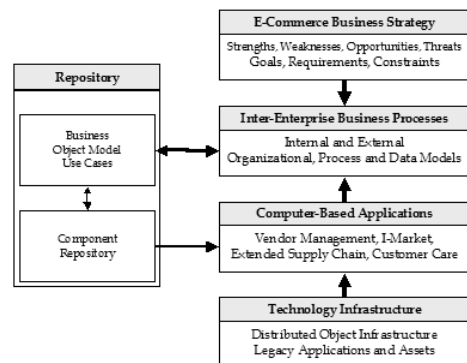 E-Commerce Business Strategy
Strengths, Weaknesses, Opportunities, Threats
Goals, Requirements, Constraints
Repository
Business
Object Model
Use Cases
Component
Repository
Inter-Enterprise Business Processes
Internal and External
Organizational, Process and Data Models
Computer-Based Applications
Vendor Management, I-Market,
Extended Supply Chain, Customer Care
Technology Infrastructure
Distributed Object Infrastructure
Legacy Applications and Assets